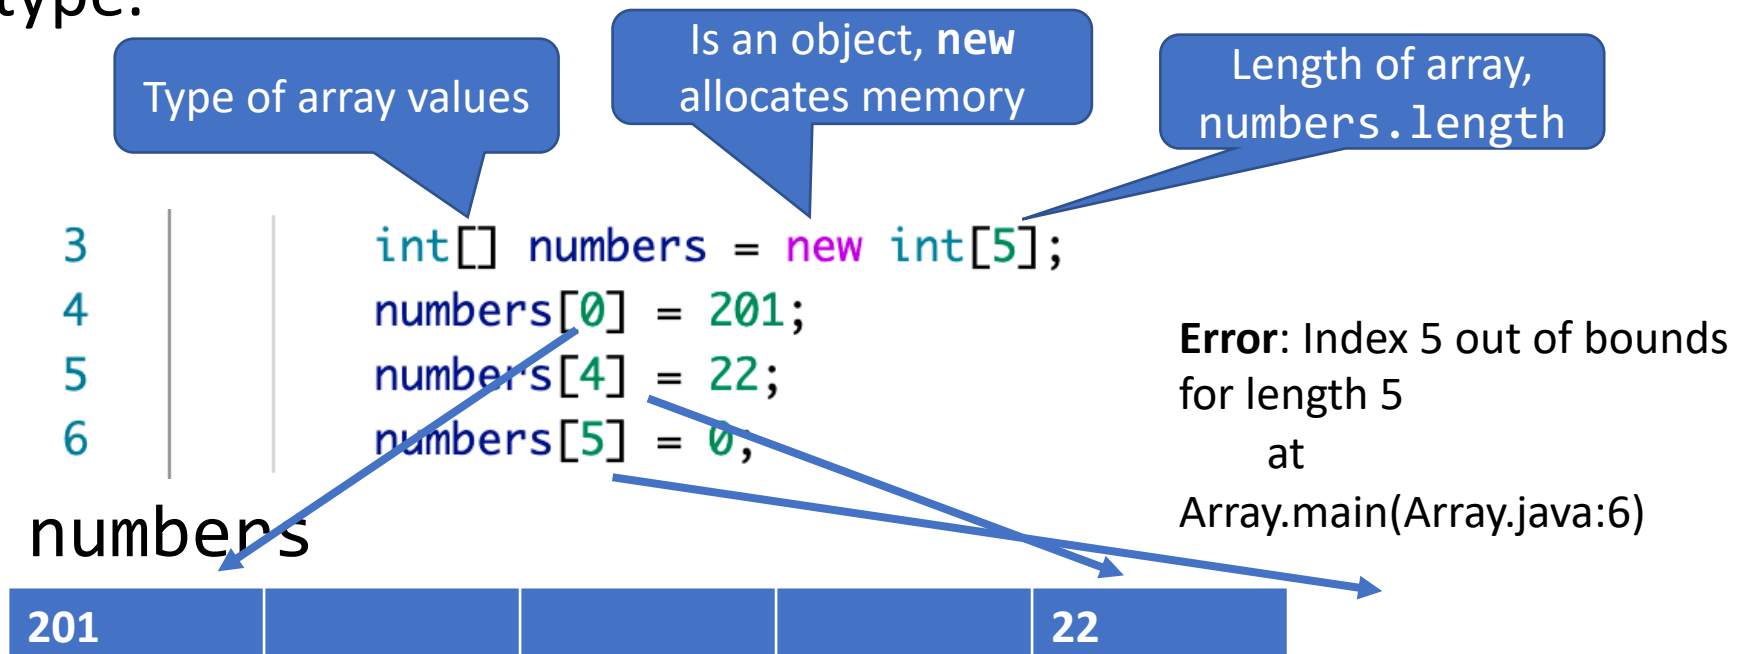 type:
Type of array values
Is an object, new
allocates memory
Length of array,
numbers.length
3 int[] numbers = new int[5];
4 numbers[0] = 201;
5 numbers[4] = 22;
6 numbers[5] = 0;
Error: Index 5 out of bounds
for length 5
at
Array.main(Array.java:6)
numbers
201 22